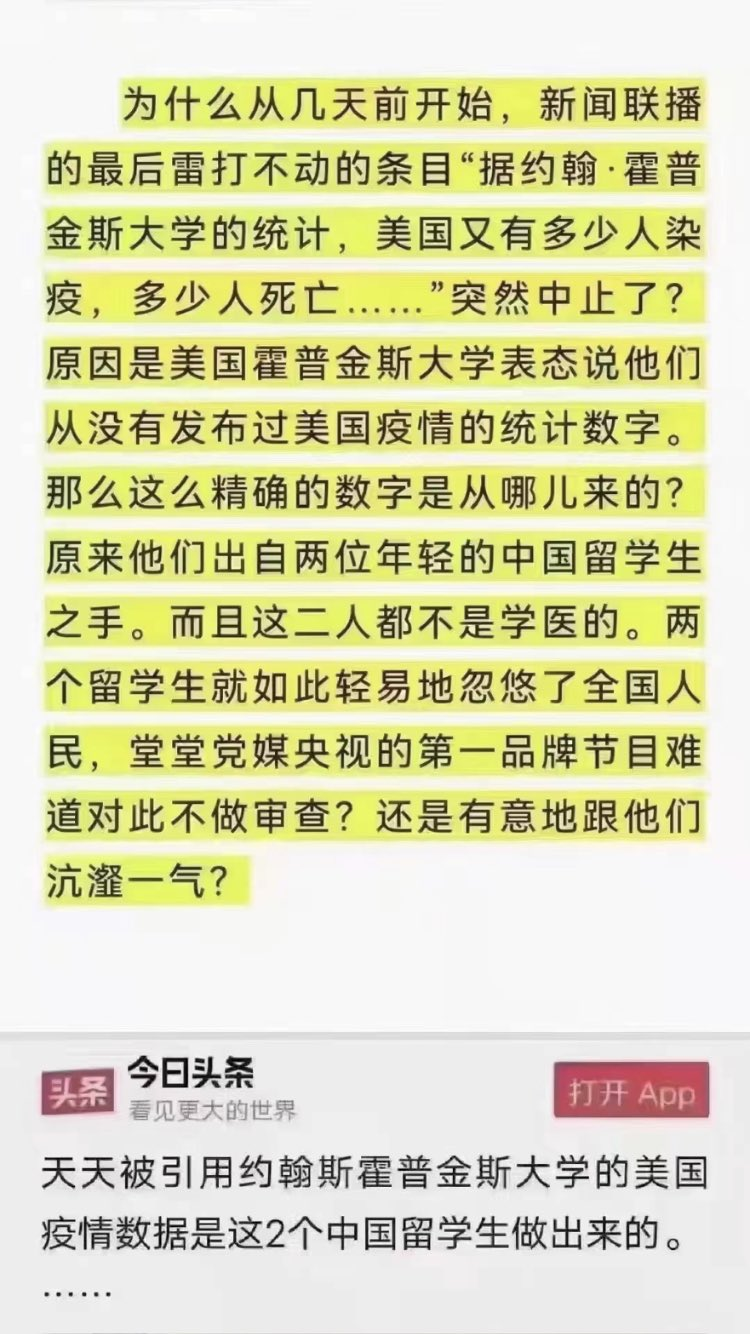 为什么从几天前开始，新闻联播
的最后雷打不动的条目“据约翰·霍普
金斯大学的统计，美国又有多少人染
疫，多少人死亡……”突然中止了？
原因是美国霍普金斯大学表态说他们
从没有发布过美国疫情的统计数字。
那么这么精确的数字是从哪儿来的？
原来他们出自两位年轻的中国留学生
之手。而且这二人都不是学医的。两
个留学生就如此轻易地忽悠了全国人
民，堂堂党媒央视的第一品牌节目难
道对此不做审查？还是有意地跟他们
沆瀣一气？
头条
今日头条
看见更大的世界
打开 App
天天被引用约翰斯霍普金斯大学的美国
疫情数据是这2个中国留学生做出来的。
……